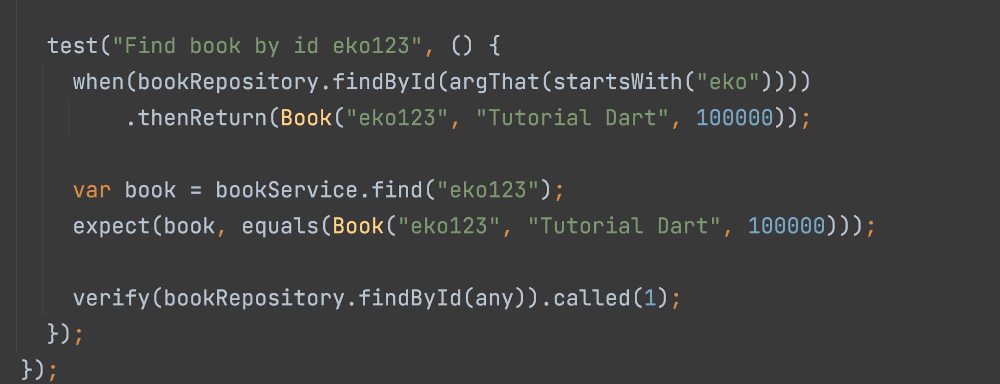 test("Find book by id eko123", () {
when(bookRepository.findById(argThat(startsWith("eko"))))
.thenReturn(Book("eko123", "Tutorial Dart", 100000));
var book = bookService.find("eko123");
expect(book, equals(Book("eko123", "Tutorial Dart", 100000)));
verify(bookRepository.findById(any)).called(1);
});
});